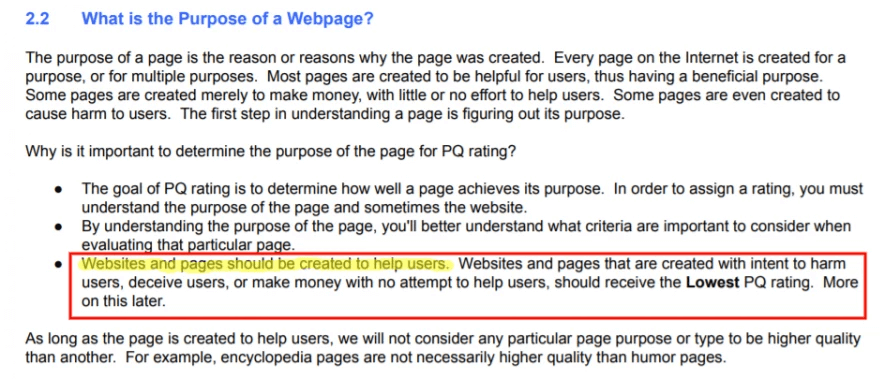 2.2 What is the Purpose of a Webpage?
The purpose of a page is the reason or reasons why the page was created. Every page on the Internet is created for a
purpose, or for multiple purposes. Most pages are created to be helpful for users, thus having a beneficial purpose.
Some pages are created merely to make money, with little or no effort to help users. Some pages are even created to
cause harm to users. The first step in understanding a page is figuring out its purpose.
Why is it important to determine the purpose of the page for PQ rating?
● The goal of PQ rating is to determine how well a page achieves its purpose. In order to assign a rating, you must
understand the purpose of the page and sometimes the website.
● By understanding the purpose of the page, you'll better understand what criteria are important to consider when
evaluating that particular page.
● Websites and pages should be created to help users. Websites and pages that are created with intent to harm
users, deceive users, or make money with no attempt to help users, should receive the Lowest PQ rating. More
on this later.
As long as the page is created to help users, we will not consider any particular page purpose or type to be higher quality
than another. For example, encyclopedia pages are not necessarily higher quality than humor pages.